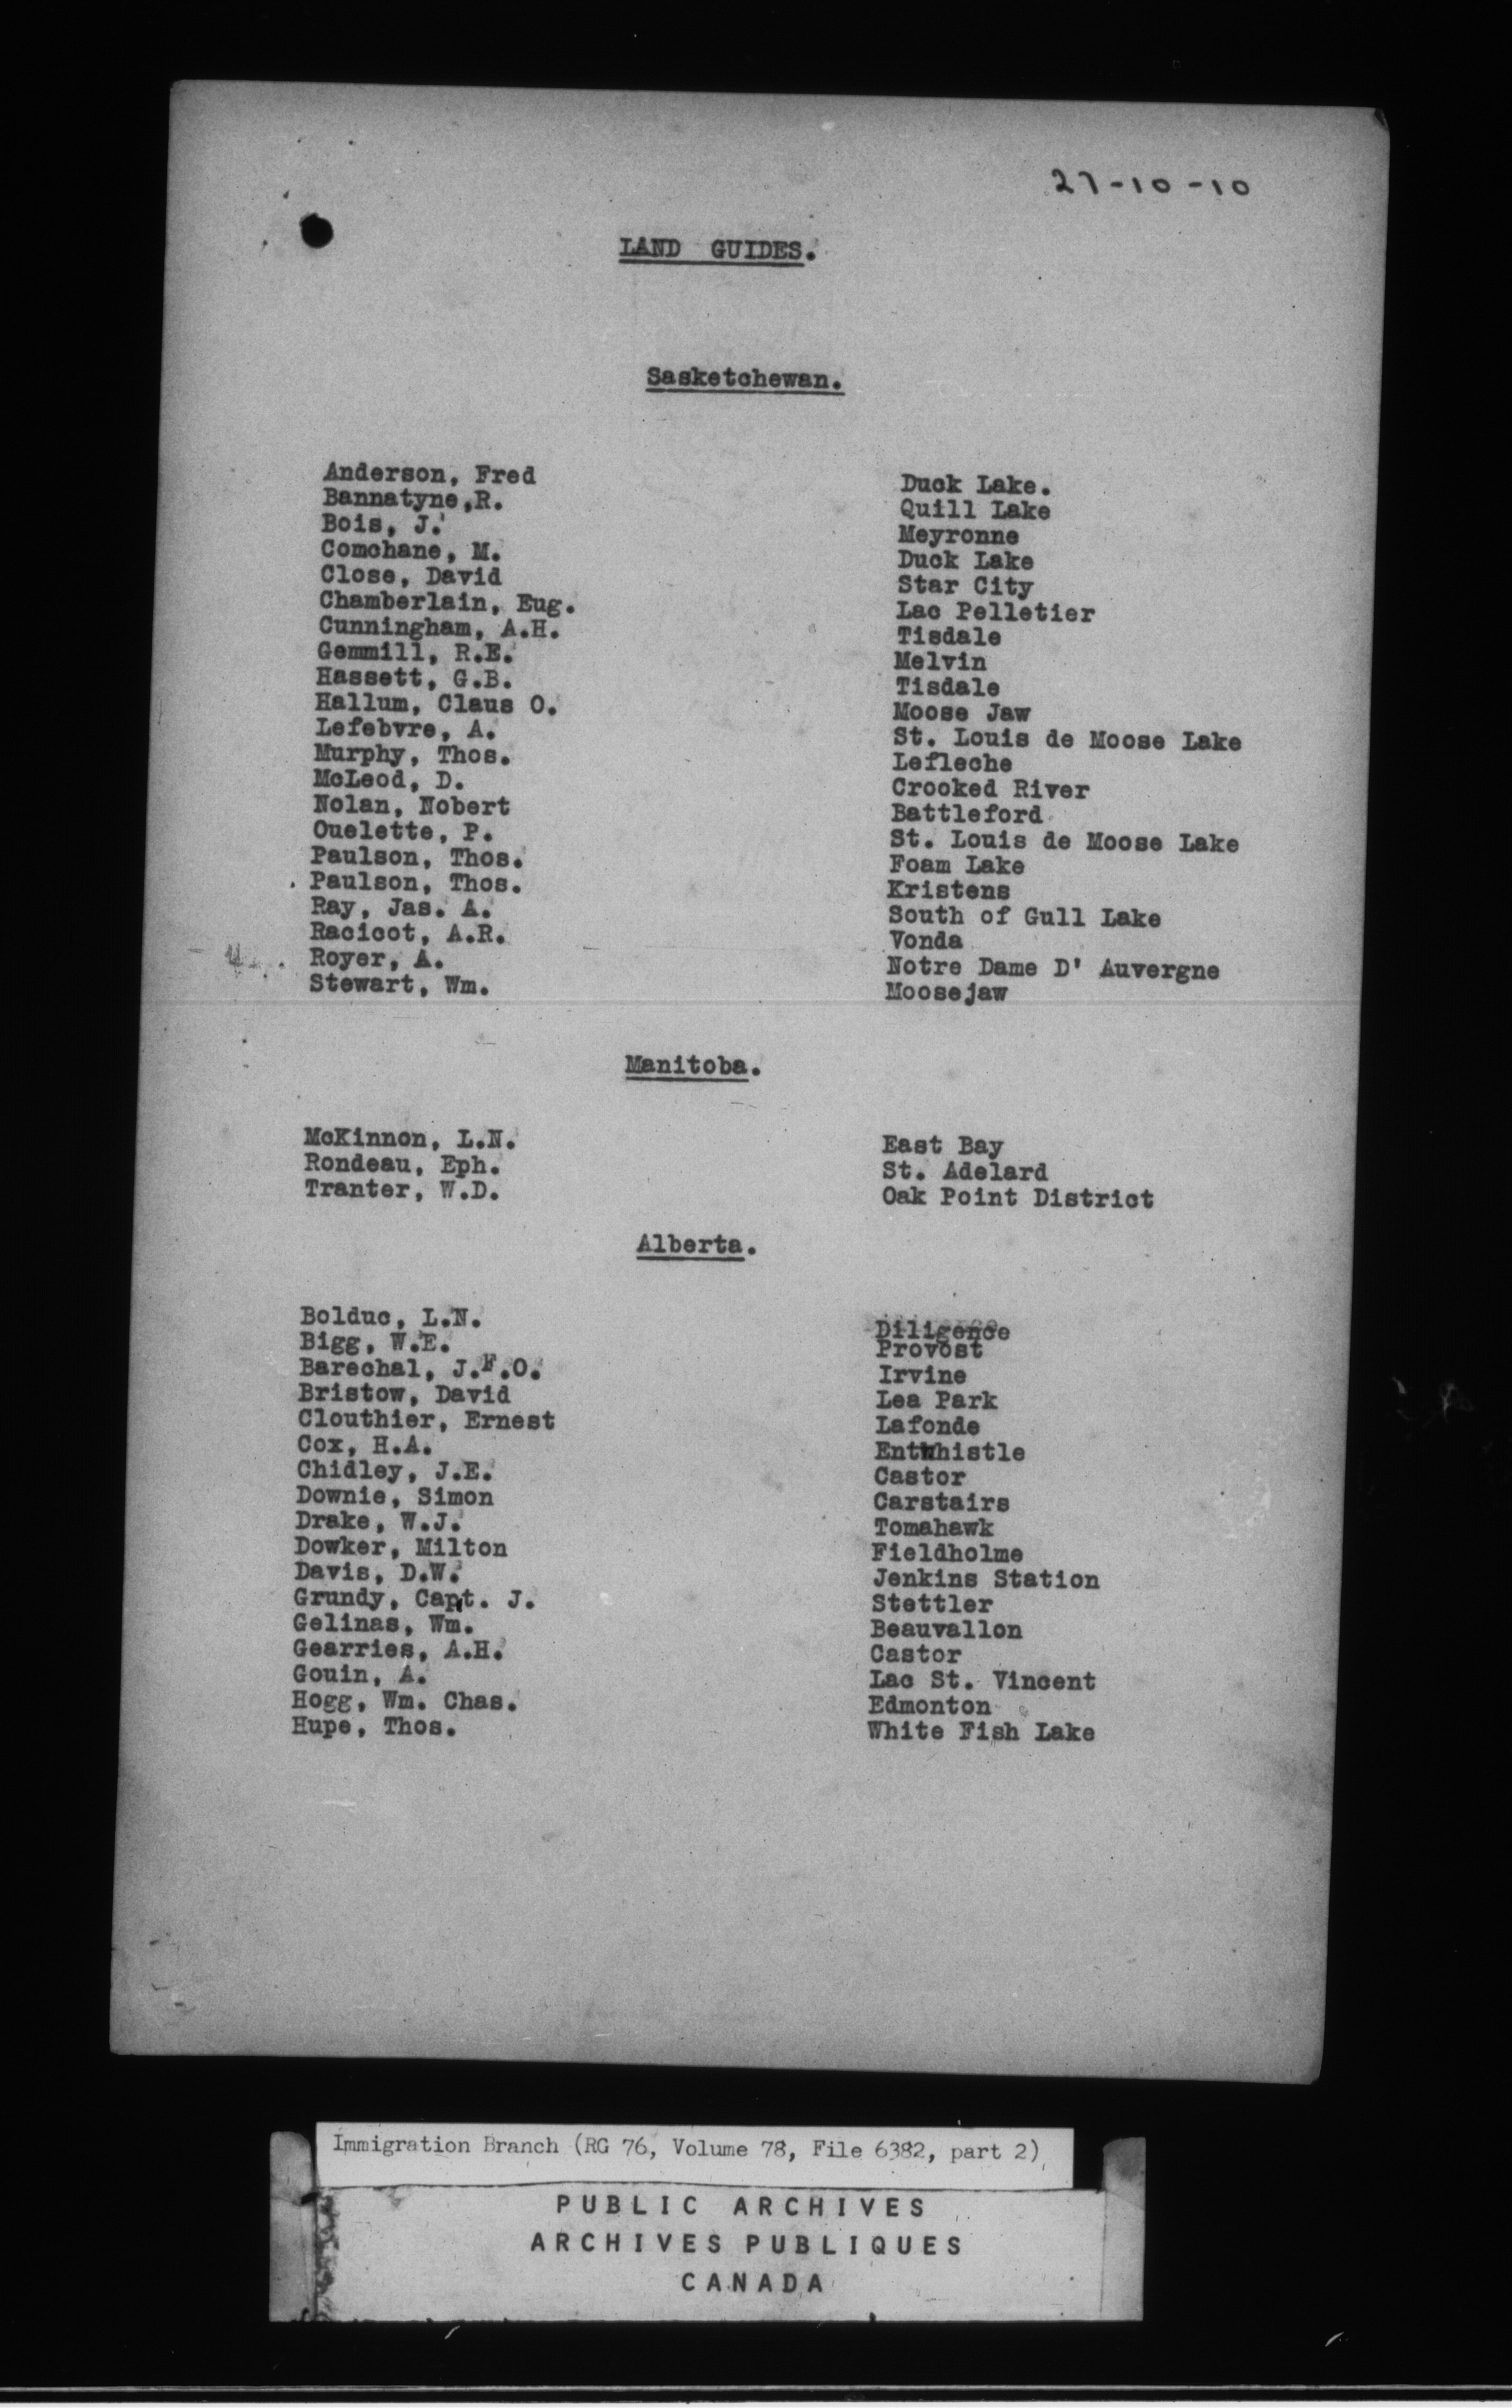 27-10-10
LAND GUIDES.
Sasketchewan.
Anderson, Fred Duck Lake.
Bannatyne,R. Quill Lake
Bois, J. Meyronne
Comchane, M. Duck Lake
Close, David Star City
Chamberlain, Eug. Lac Pelletier
Cunningham, A.H. Tisdale
Gemmill, R.E. Melvin
Hassett, G.B. Tisdale
Hallum, Claus O. Moose Jaw
Lefebvre, A. St. Louis de Moose Lake
Murphy, Thos. Lefleche
McLeod, D. Crooked River
Nolan, Nobert Battleford
Ouelette, P. St. Louis de Moose Lake
Paulson, Thos. Foam Lake
Paulson, Thos. Kristens
Ray, Jas. A. South of Gull Lake
Racicot, A.R. Vonda
Royer, A. Notre Dame D' Auvergne
Stewart, Wm. Moosejaw
Manitoba.
McKinnon, L.N. East Bay
Rondeau, Eph. St. Adelard
Tranter, W.D. Oak Point District
Alberta.
Bolduc, L.N. Diligence
Bigg, W.E. Provost
Barechal, J.F.O. Irvine
Bristow, David Lea Park
Clouthier, Ernest Lafonde
Cox, H.A. Entwhistle
Chidley, J.E. Castor
Downie, Simon Carstairs
Drake, W.J. Tomahawk
Dowker, Milton Fieldholme
Davis, D.W. Jenkins Station
Grundy, Capt. J. Stettler
Gelinas, Wm. Beauvallon
Gearries, A.H. Castor
Gouin, A. Lac St. Vincent
Hogg, Wm. Chas. Edmonton
Hupe, Thos. White Fish Lake
Immigration Branch (RG 76, Volume 78, File 6382, part 2)
PUBLIC ARCHIVES
ARCHIVES PUBLIQUES
CANADA